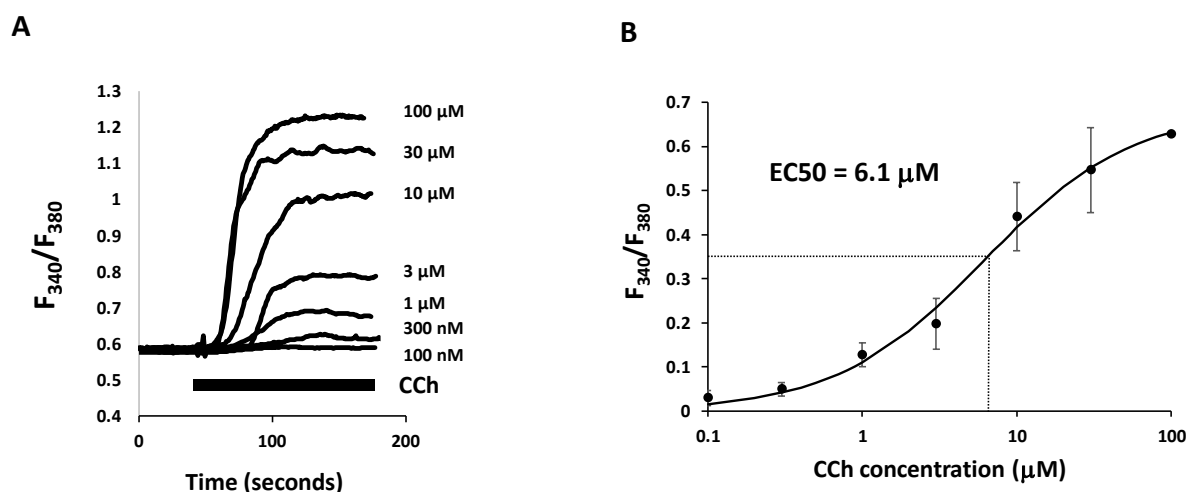 A
1.3
1.2
1.1
1
0.9
0.8
0.7
0.6
0.5
0.4
F340/F380
100 µM
30 µM
10 µM
3 µM
1 µM
300 nM
100 nM
CCh
0
100
200
Time (seconds)
B
0.7
0.6
0.5
0.4
0.3
0.2
0.1
0
F340/F380
EC50 = 6.1 µM
0.1
1
10
100
CCh concentration (µM)